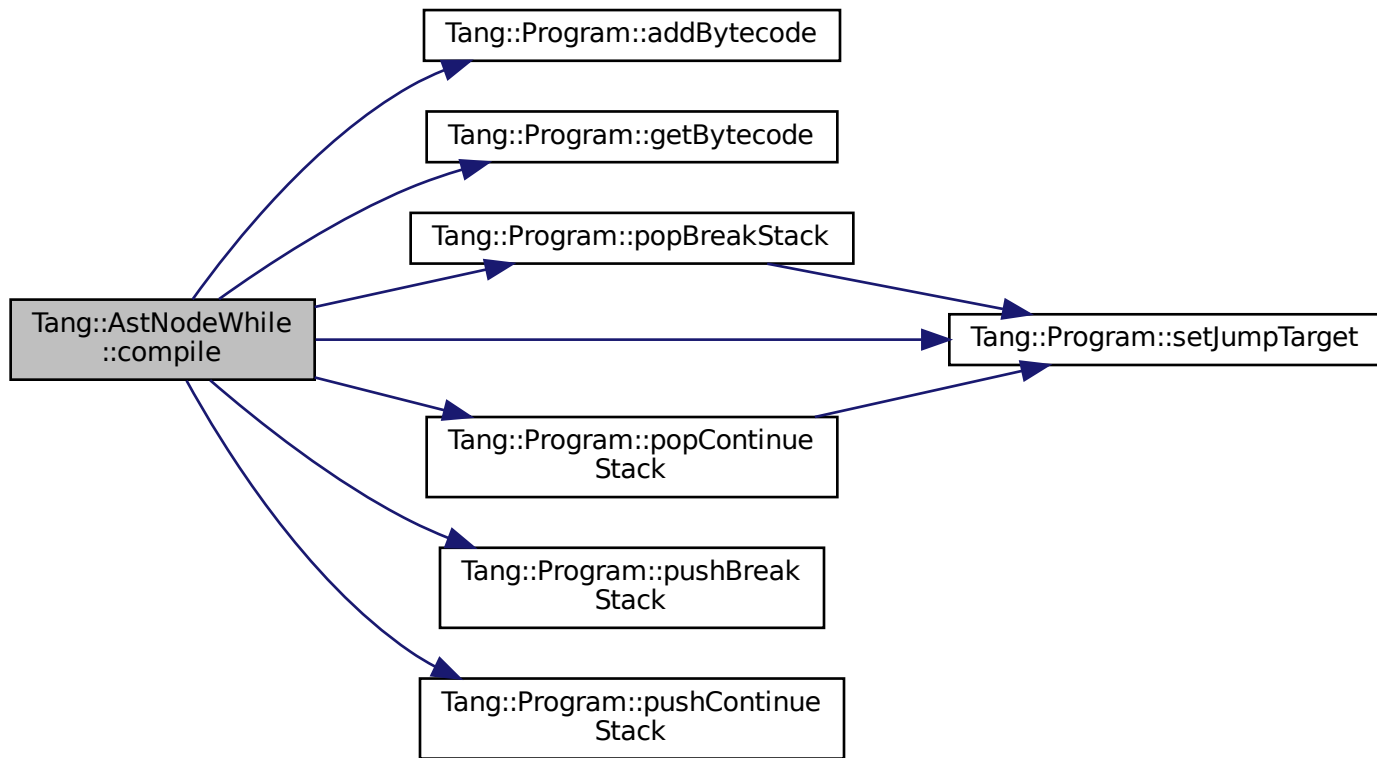 Tang::Program::addBytecode
Tang::Program::getBytecode
Tang::Program::popBreakStack
Tang::AstNodeWhile
::compile
Tang::Program::setJumpTarget
Tang::Program::popContinue
Stack
Tang::Program::pushBreak
Stack
Tang::Program::pushContinue
Stack